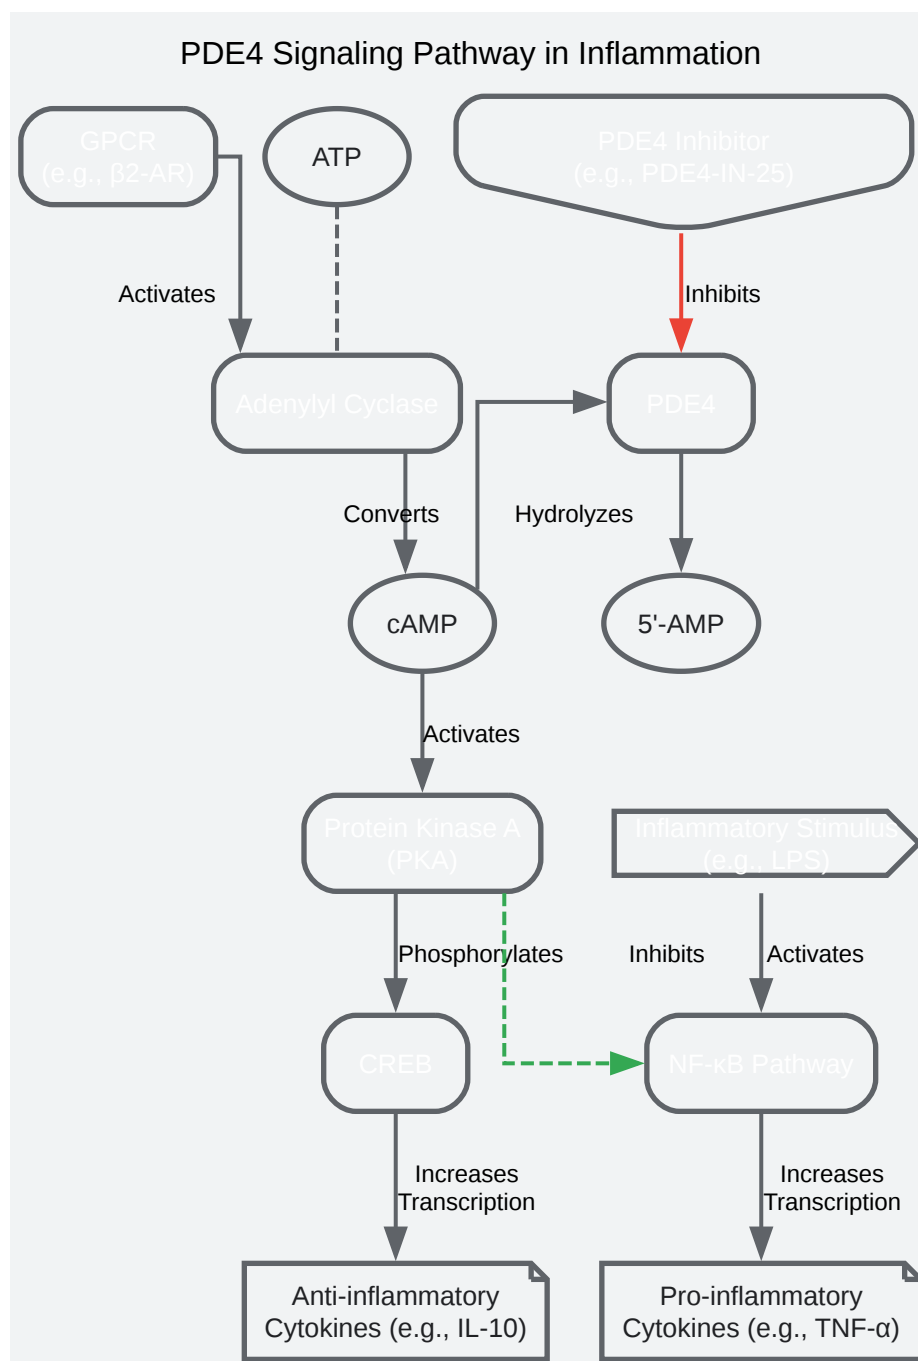 PDE4 Signaling Pathway in Inflammation
GPCR
(e.g., β2-AR)
ATP
PDE4 Inhibitor
(e.g., PDE4-IN-25)
Activates
Inhibits
Adenylyl Cyclase
PDE4
Converts
Hydrolyzes
cAMP
5'-AMP
Activates
Protein Kinase A
(PKA)
Inflammatory Stimulus
(e.g., LPS)
Phosphorylates
Inhibits
Activates
CREB
NF-κB Pathway
Increases
Transcription
Increases
Transcription
Anti-inflammatory
Cytokines (e.g., IL-10)
Pro-inflammatory
Cytokines (e.g., TNF-α)